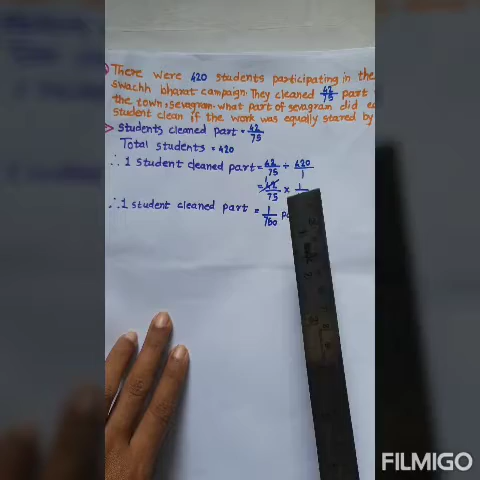 There were 420 students participating in the
swachh bharat campaign. They cleaned 42/75 part
the town, sevagram. what part of sevagram did
student clean if the work was equally stared by
students cleaned part = 42/75
Total students = 420
∴ 1 student cleaned part = 42/75 ÷ 420/1
= 42/75 × 1/
∴ 1 student cleaned part = 1/750
FILMIGO